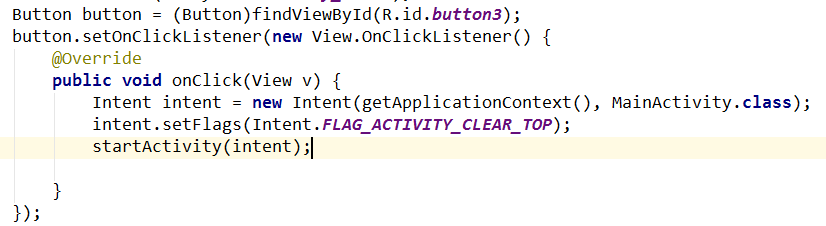 Button button = (Button)findViewById(R.id.button3);
button.setOnClickListener(new View.OnClickListener() {
    @Override
    public void onClick(View v) {
        Intent intent = new Intent(getApplicationContext(), MainActivity.class);
        intent.setFlags(Intent.FLAG_ACTIVITY_CLEAR_TOP);
        startActivity(intent);
    }
});